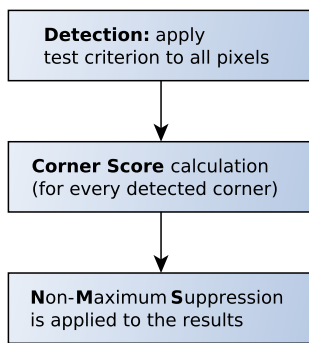 Detection: apply
test criterion to all pixels
Corner Score calculation
(for every detected corner)
Non-Maximum Suppression
is applied to the results